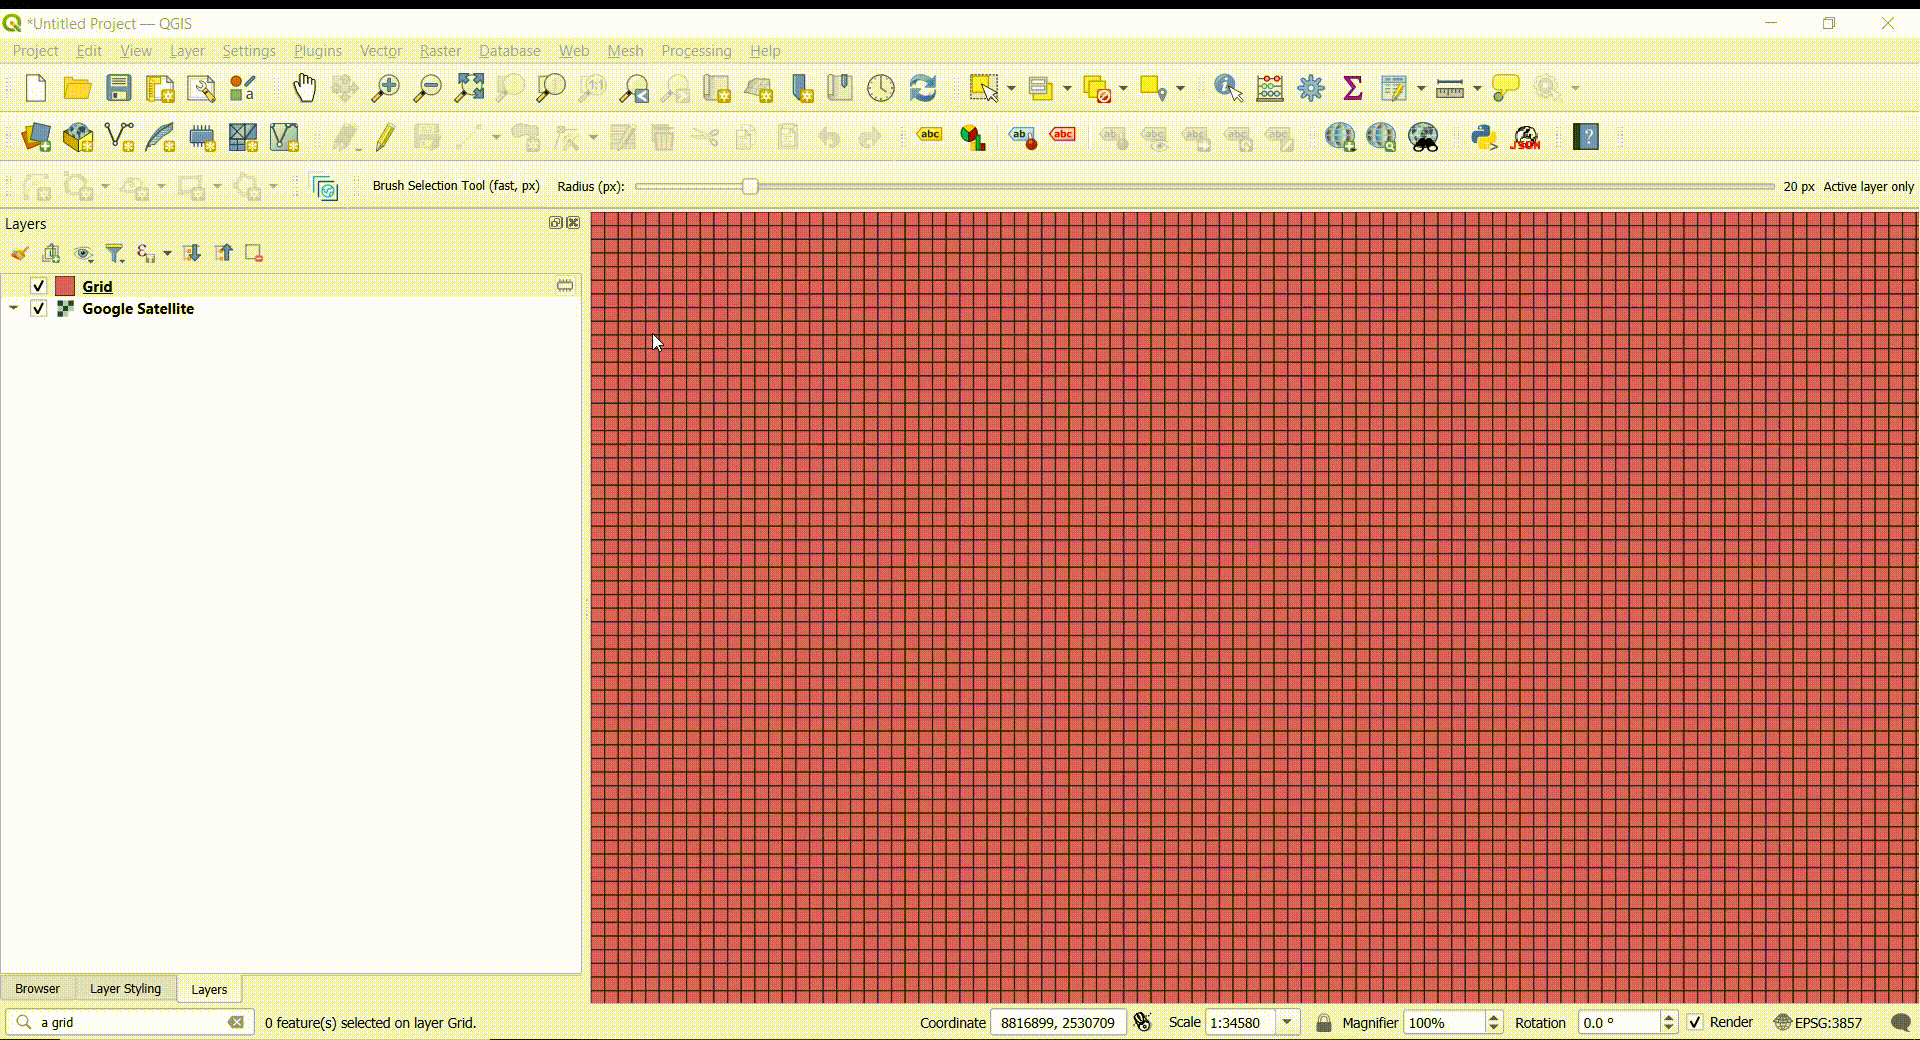 *Untitled Project — QGIS
Project Edit View Layer Settings Plugins Vector Raster Database Web Mesh Processing Help
Brush Selection Tool (fast, px) Radius (px): 20 px Active layer only
Layers
Grid
Google Satellite
Browser Layer Styling Layers
a grid 0 feature(s) selected on layer Grid. Coordinate 8816899, 2530709 Scale 1:34580 Magnifier 100% Rotation 0.0 ° Render EPSG:3857